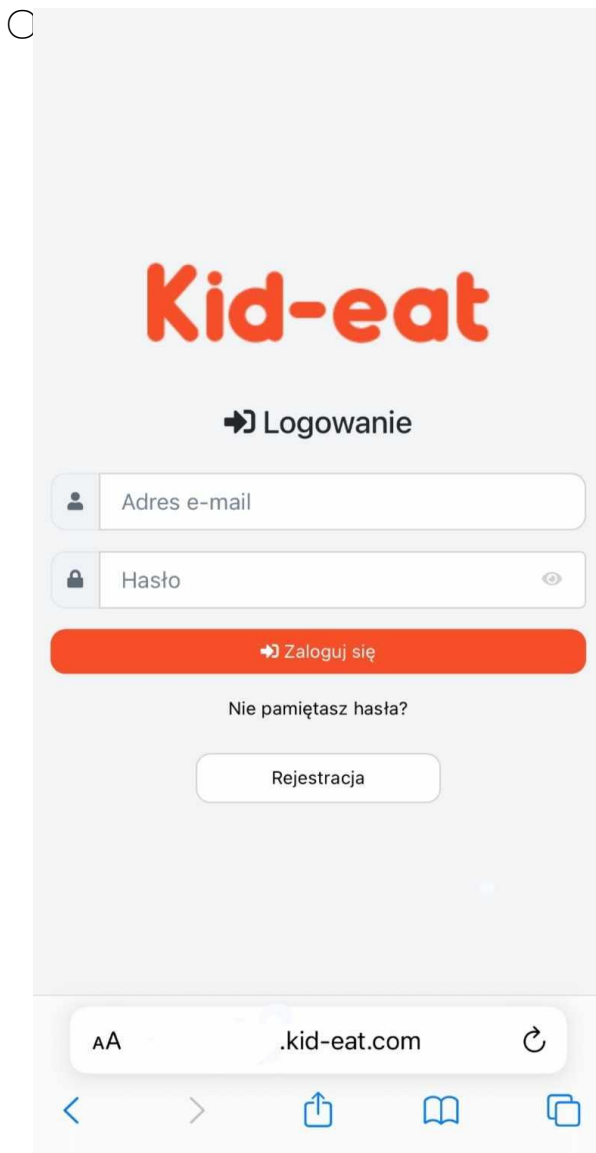 Kid-eat
Logowanie
Adres e-mail
Hasło
Zaloguj się
Nie pamiętasz hasła?
Rejestracja
AA .kid-eat.com